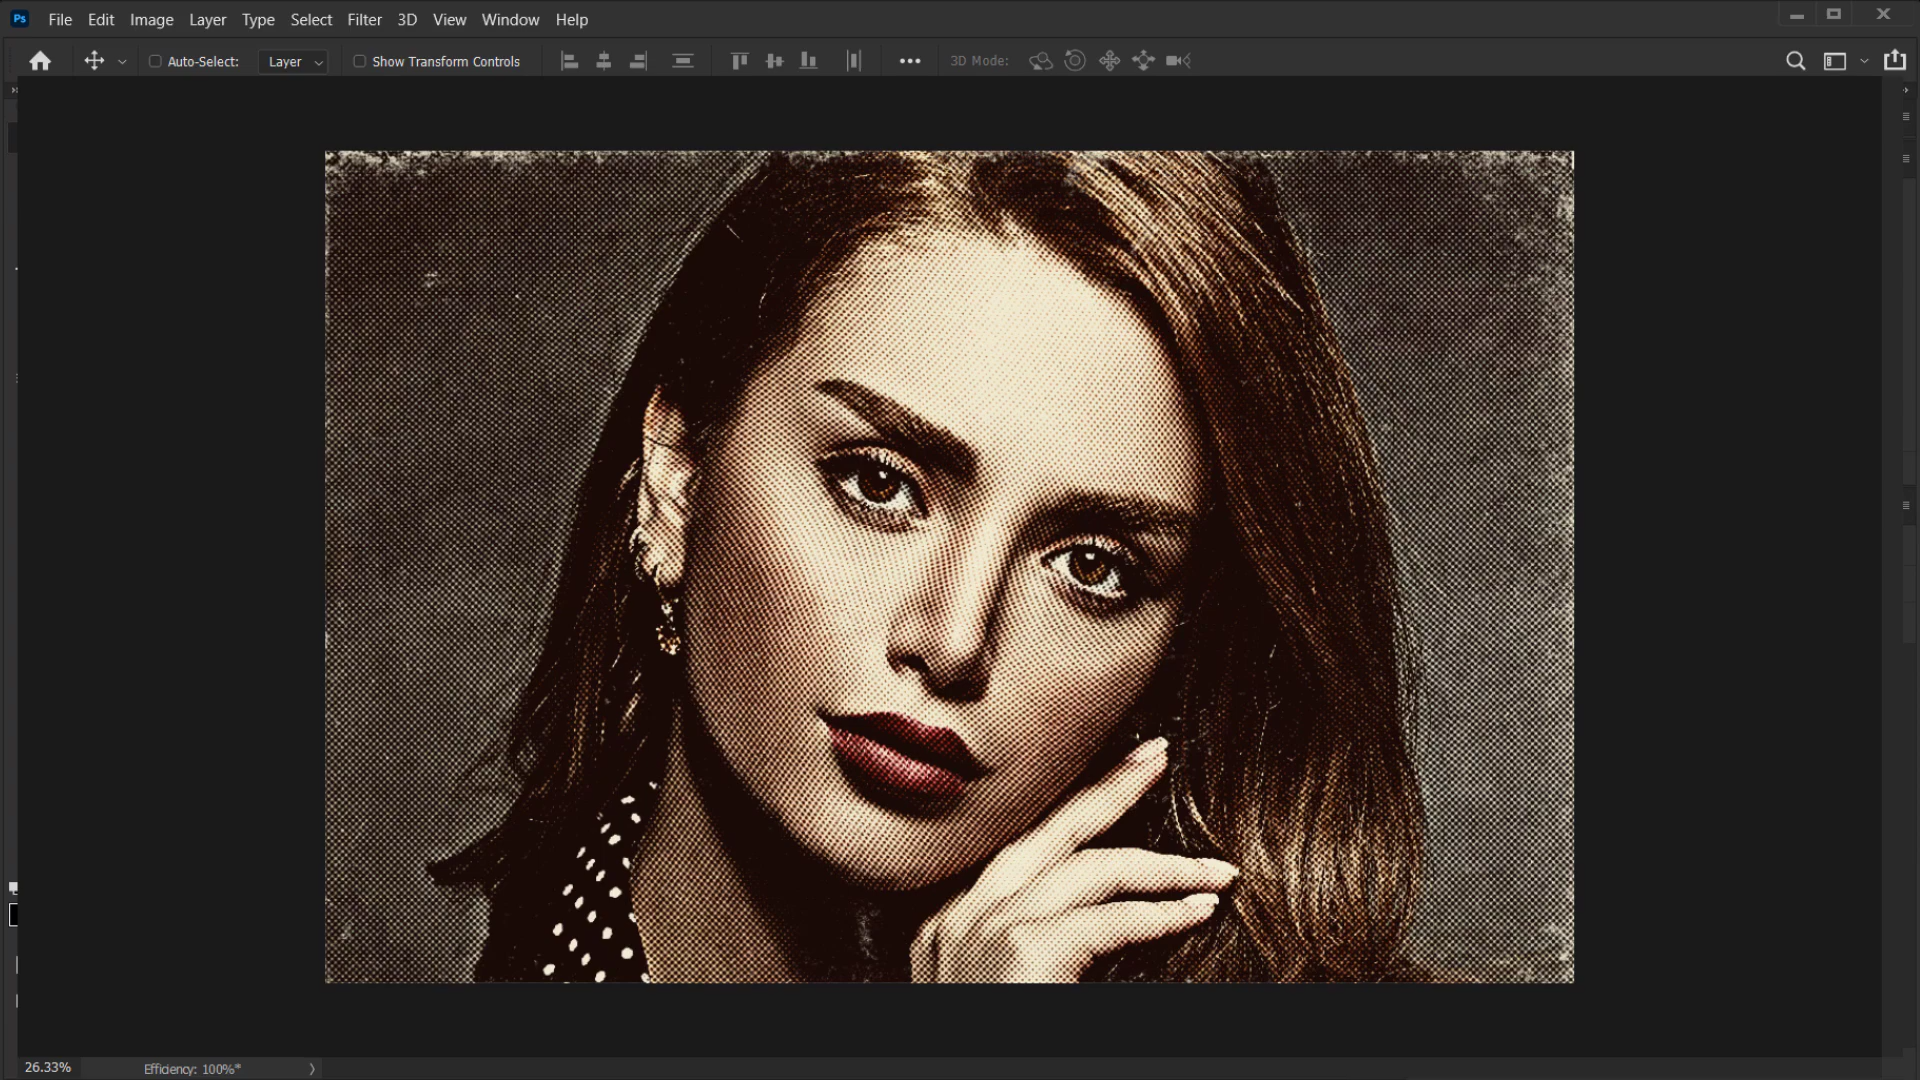 Ps File Edit Image Layer Type Select Filter 3D View Window Help
Auto-Select: Layer Show Transform Controls 3D Mode:
26.33% Efficiency: 100%*